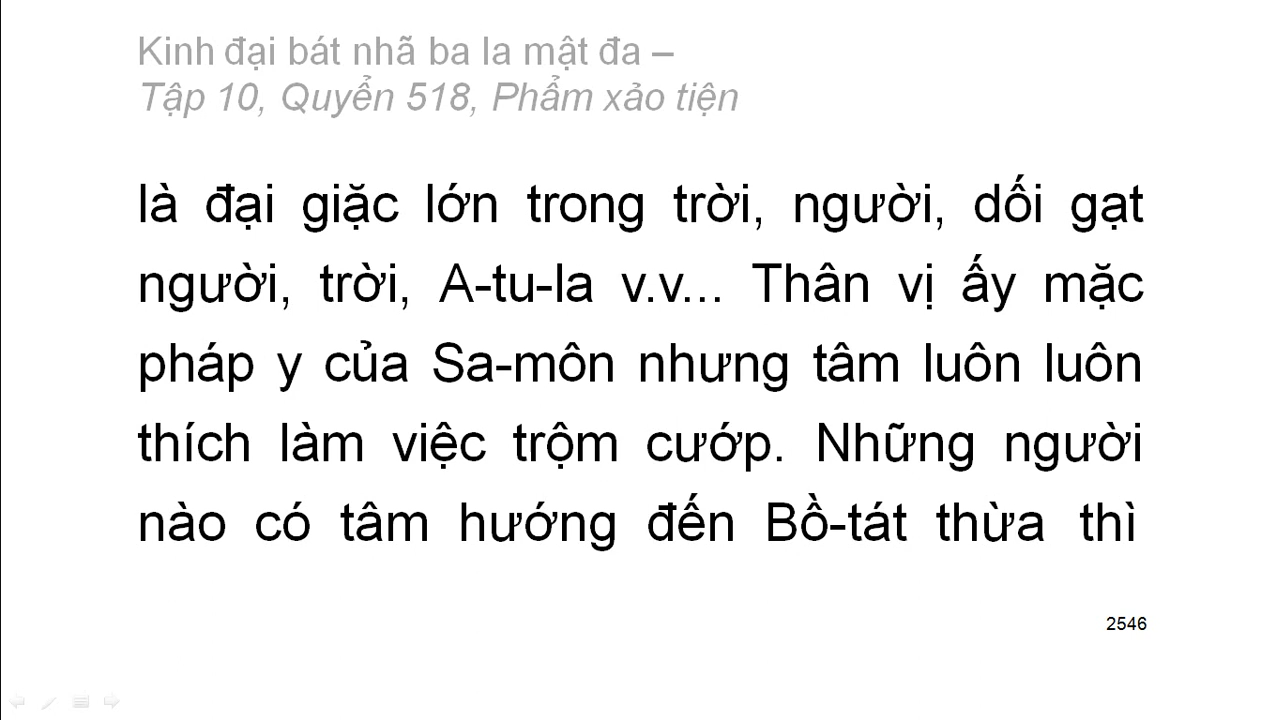 Kinh đại bát nhã ba la mật đa –
Tập 10, Quyển 518, Phẩm xảo tiện
là đại giặc lớn trong trời, người, dối gạt
người, trời, A-tu-la v.v... Thân vị ấy mặc
pháp y của Sa-môn nhưng tâm luôn luôn
thích làm việc trộm cướp. Những người
nào có tâm hướng đến Bồ-tát thừa thì
2546